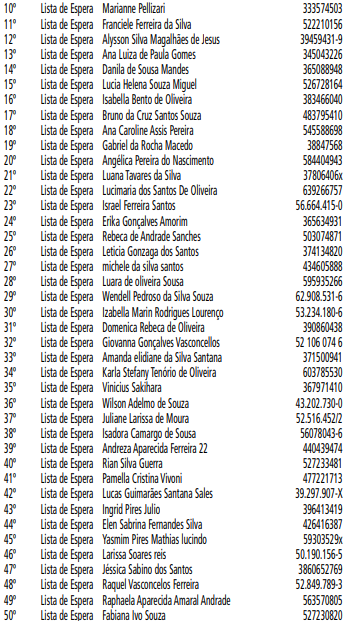 10º Lista de Espera Marianne Pellizari 333574503
11º Lista de Espera Franciele Ferreira da Silva 522210156
12º Lista de Espera Alysson Silva Magalhães de Jesus 39459431-9
13º Lista de Espera Ana Luiza de Paula Gomes 345043226
14º Lista de Espera Danila de Sousa Mandes 365088948
15º Lista de Espera Lucia Helena Souza Miguel 526728164
16º Lista de Espera Isabella Bento de Oliveira 383466040
17º Lista de Espera Bruno da Cruz Santos Souza 483795410
18º Lista de Espera Ana Caroline Assis Pereira 545588698
19º Lista de Espera Gabriel da Rocha Macedo 38847568
20º Lista de Espera Angélica Pereira do Nascimento 584404943
21º Lista de Espera Luana Tavares da Silva 37806406x
22º Lista de Espera Lucimaria dos Santos De Oliveira 639266757
23º Lista de Espera Israel Ferreira Santos 56.664.415-0
24º Lista de Espera Erika Gonçalves Amorim 365634931
25º Lista de Espera Rebeca de Andrade Sanches 503074871
26º Lista de Espera Leticia Gonzaga dos Santos 374134820
27º Lista de Espera michele da silva santos 434605888
28º Lista de Espera Luara de oliveira Sousa 595935266
29º Lista de Espera Wendell Pedroso da Silva Souza 62.908.531-6
30º Lista de Espera Izabella Marin Rodrigues Lourenço 53.234.180-6
31º Lista de Espera Domenica Rebeca de Oliveira 390860438
32º Lista de Espera Giovanna Gonçalves Vasconcellos 52 106 074 6
33º Lista de Espera Amanda elidiane da Silva Santana 371500941
34º Lista de Espera Karla Stefany Tenório de Oliveira 603785530
35º Lista de Espera Vinicius Sakihara 367971410
36º Lista de Espera Wilson Adelmo de Souza 43.202.730-0
37º Lista de Espera Juliane Larissa de Moura 52.516.452/2
38º Lista de Espera Isadora Camargo de Sousa 56078043-6
39º Lista de Espera Andreza Aparecida Ferreira 22 440439474
40º Lista de Espera Rian Silva Guerra 527233481
41º Lista de Espera Pamella Cristina Vivoni 477221713
42º Lista de Espera Lucas Guimarães Santana Sales 39.297.907-X
43º Lista de Espera Ingrid Pires Julio 396413419
44º Lista de Espera Elen Sabrina Fernandes Silva 426416387
45º Lista de Espera Yasmim Pires Mathias lucindo 59303529x
46º Lista de Espera Larissa Soares reis 50.190.156-5
47º Lista de Espera Jéssica Sabino dos Santos 3860652769
48º Lista de Espera Raquel Vasconcelos Ferreira 52.849.789-3
49º Lista de Espera Raphaela Aparecida Amaral Andrade 563570805
50º Lista de Espera Fabiana Ivo Souza 527230820